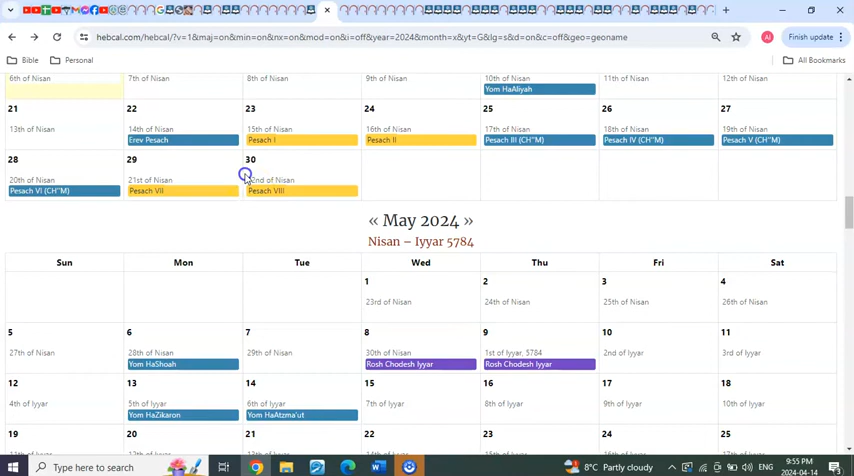 Finish update
hebcal.com/hebcal/?v=1&maj=on&min=on&nx=on&mod=on&i=off&year=2024&month=x&yt=G&lg=s&d=on&c=off&geo=geoname
AI
Bible Personal All Bookmarks
6th of Nisan 7th of Nisan 8th of Nisan 9th of Nisan 10th of Nisan 11th of Nisan 12th of Nisan
Yom HaAliyah
21 22 23 24 25 26 27
13th of Nisan 14th of Nisan 15th of Nisan 16th of Nisan 17th of Nisan 18th of Nisan 19th of Nisan
Erev Pesach Pesach I Pesach II Pesach III (CH"M) Pesach IV (CH"M) Pesach V (CH"M)
28 29 30
20th of Nisan 21st of Nisan 2nd of Nisan
Pesach VI (CH"M) Pesach VII Pesach VIII
« May 2024 »
Nisan – Iyyar 5784
Sun Mon Tue Wed Thu Fri Sat
1 2 3 4
23rd of Nisan 24th of Nisan 25th of Nisan 26th of Nisan
5 6 7 8 9 10 11
27th of Nisan 28th of Nisan 29th of Nisan 30th of Nisan 1st of Iyyar, 5784 2nd of Iyyar 3rd of Iyyar
Yom HaShoah Rosh Chodesh Iyyar Rosh Chodesh Iyyar
12 13 14 15 16 17 18
4th of Iyyar 5th of Iyyar 6th of Iyyar 7th of Iyyar 8th of Iyyar 9th of Iyyar 10th of Iyyar
Yom HaZikaron Yom HaAtzma'ut
19 20 21 22 23 24 25
Type here to search 8°C Partly cloudy ENG 9:55 PM
2024-04-14